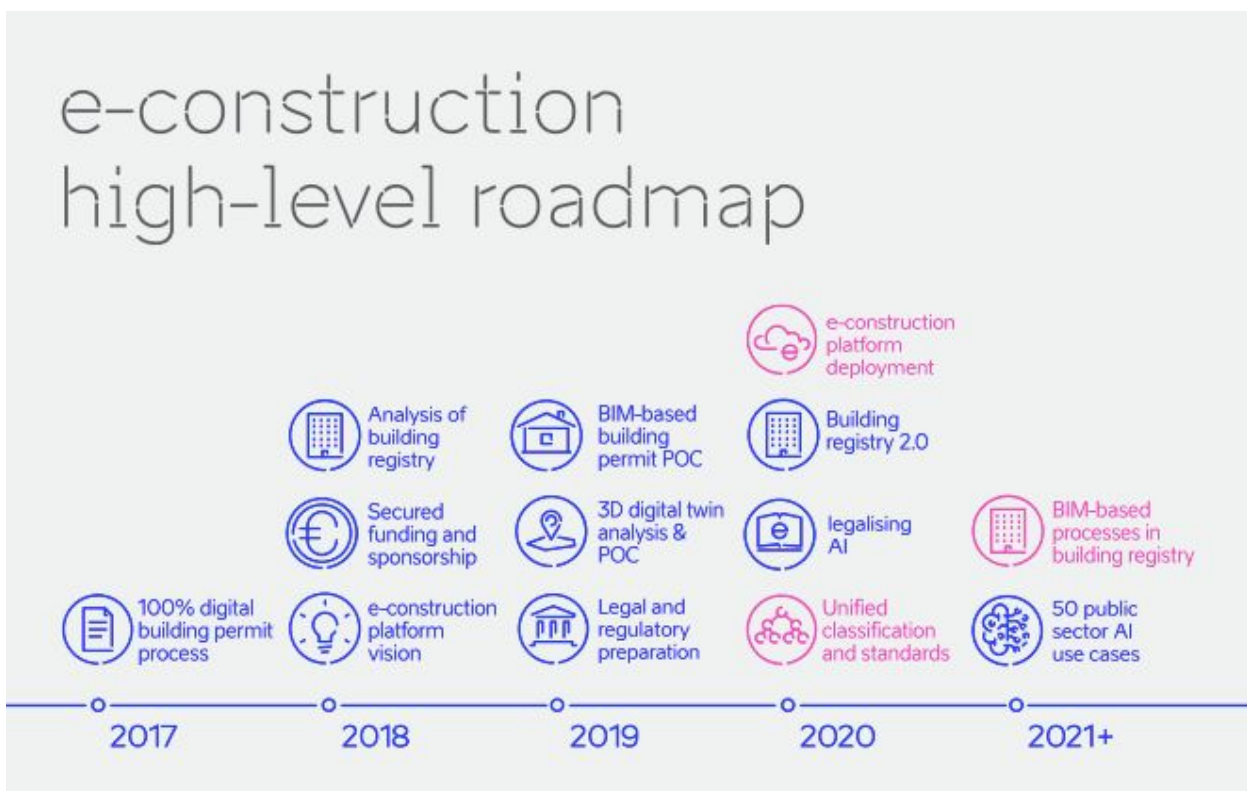 e-construction
high-level roadmap
100% digital
building permit
process
2017
Analysis of
building
registry
Secured
funding and
sponsorship
e-construction
platform
vision
2018
BIM-based
building
permit POC
3D digital twin
analysis &
POC
Legal and
regulatory
preparation
2019
e-construction
platform
deployment
Building
registry 2.0
legalising
AI
Unified
classification
and standards
2020
BIM-based
processes in
building registry
50 public
sector AI
use cases
2021+